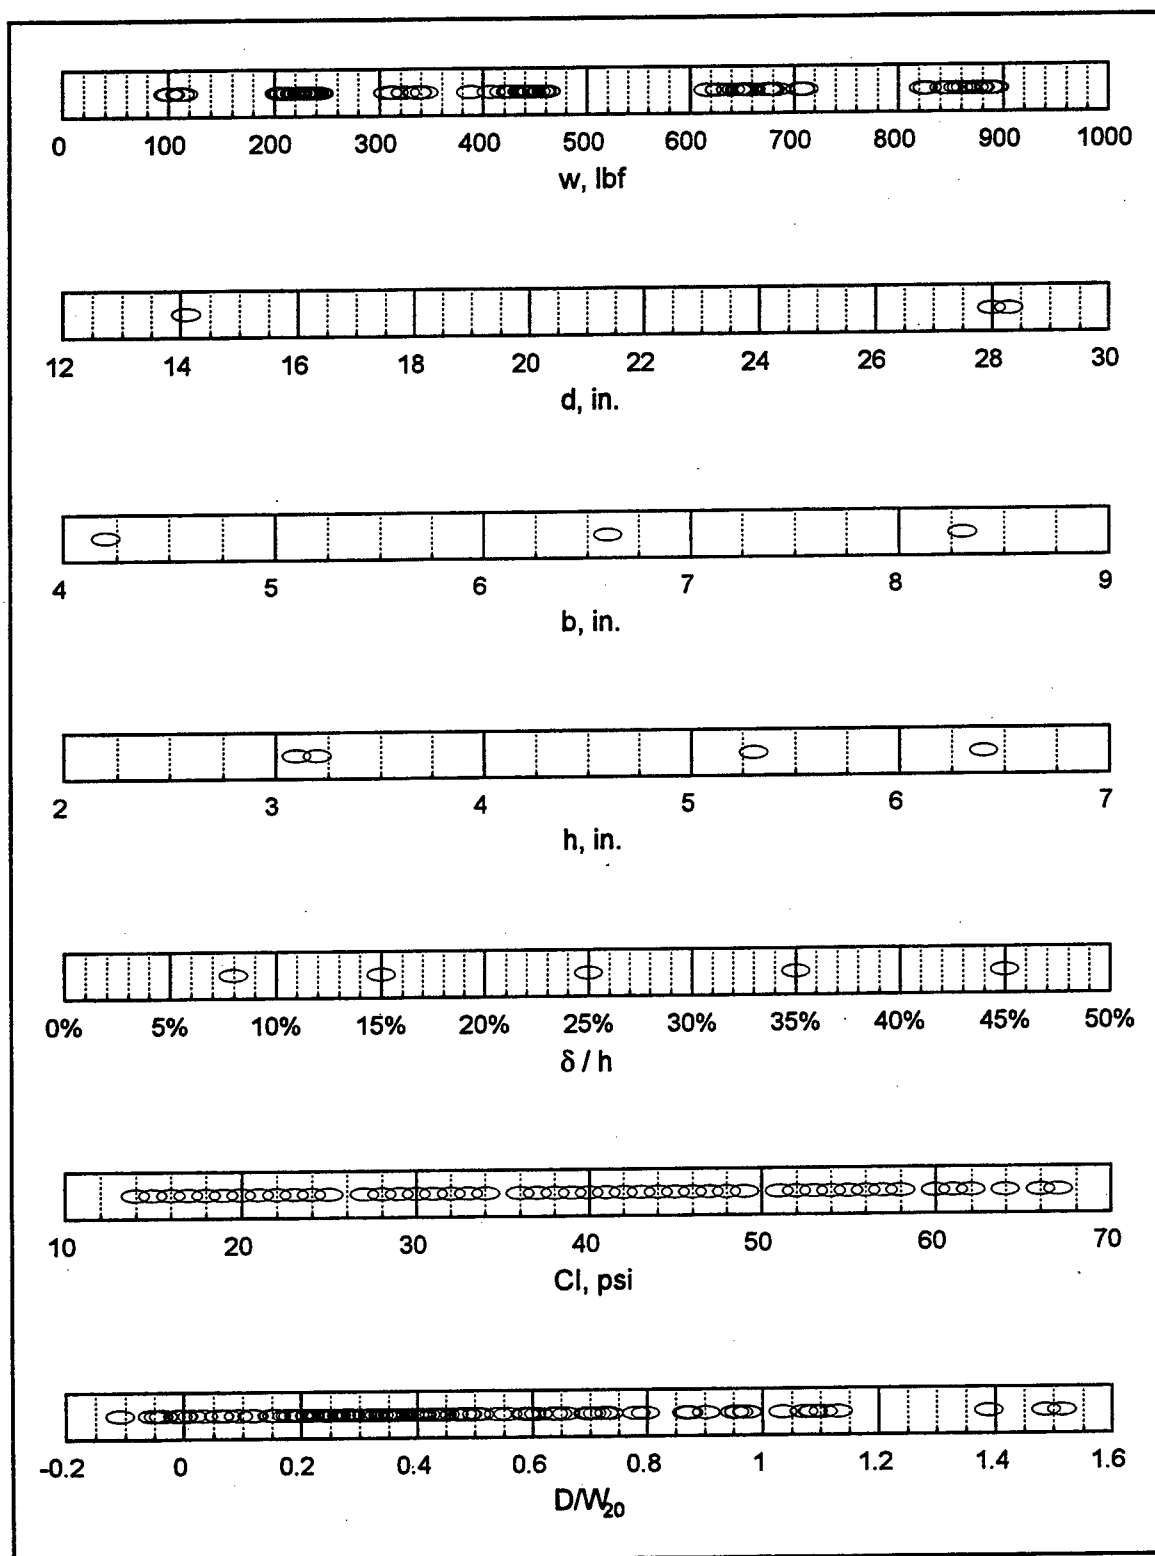 0 100 200 300 400 500 600 700 800 900 1000
w, lbf
12 14 16 18 20 22 24 26 28 30
d, in.
4 5 6 7 8 9
b, in.
2 3 4 5 6 7
h, in.
0% 5% 10% 15% 20% 25% 30% 35% 40% 45% 50%
δ / h
10 20 30 40 50 60 70
CI, psi
-0.2 0 0.2 0.4 0.6 0.8 1 1.2 1.4 1.6
D/W20